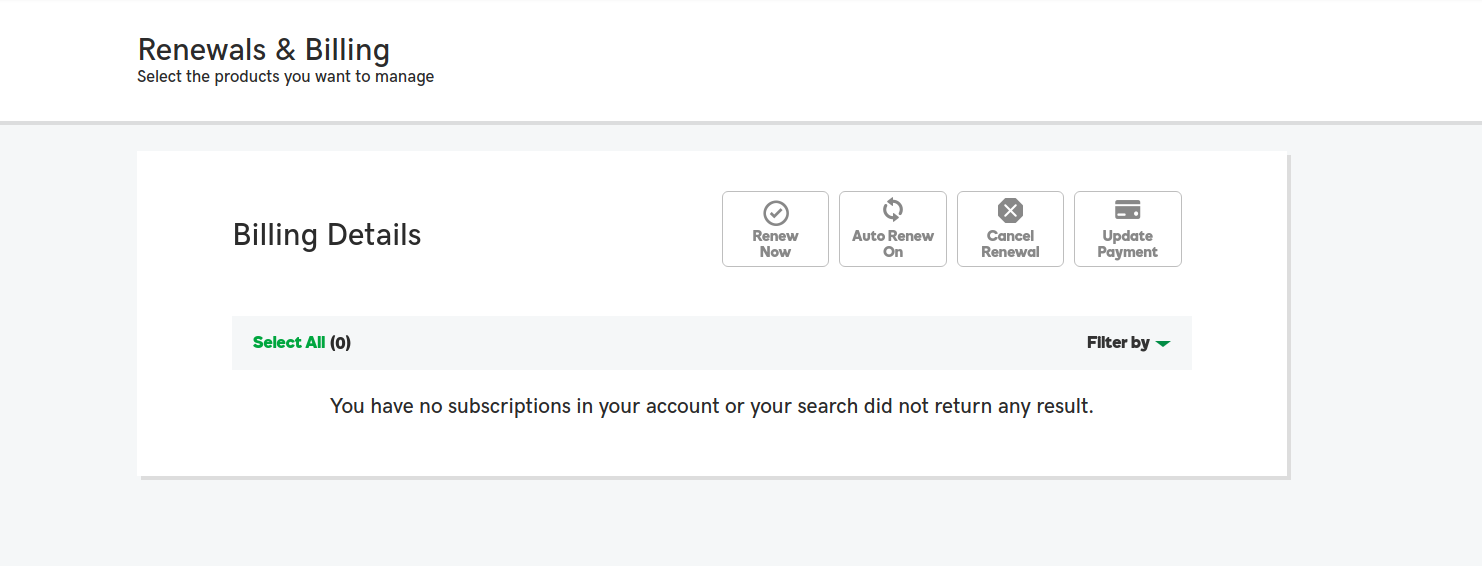 Renewals & Billing
Select the products you want to manage
Billing Details
Renew
Now
Auto Renew
On
Cancel
Renewal
Update
Payment
Select All (0)
Filter by
You have no subscriptions in your account or your search did not return any result.